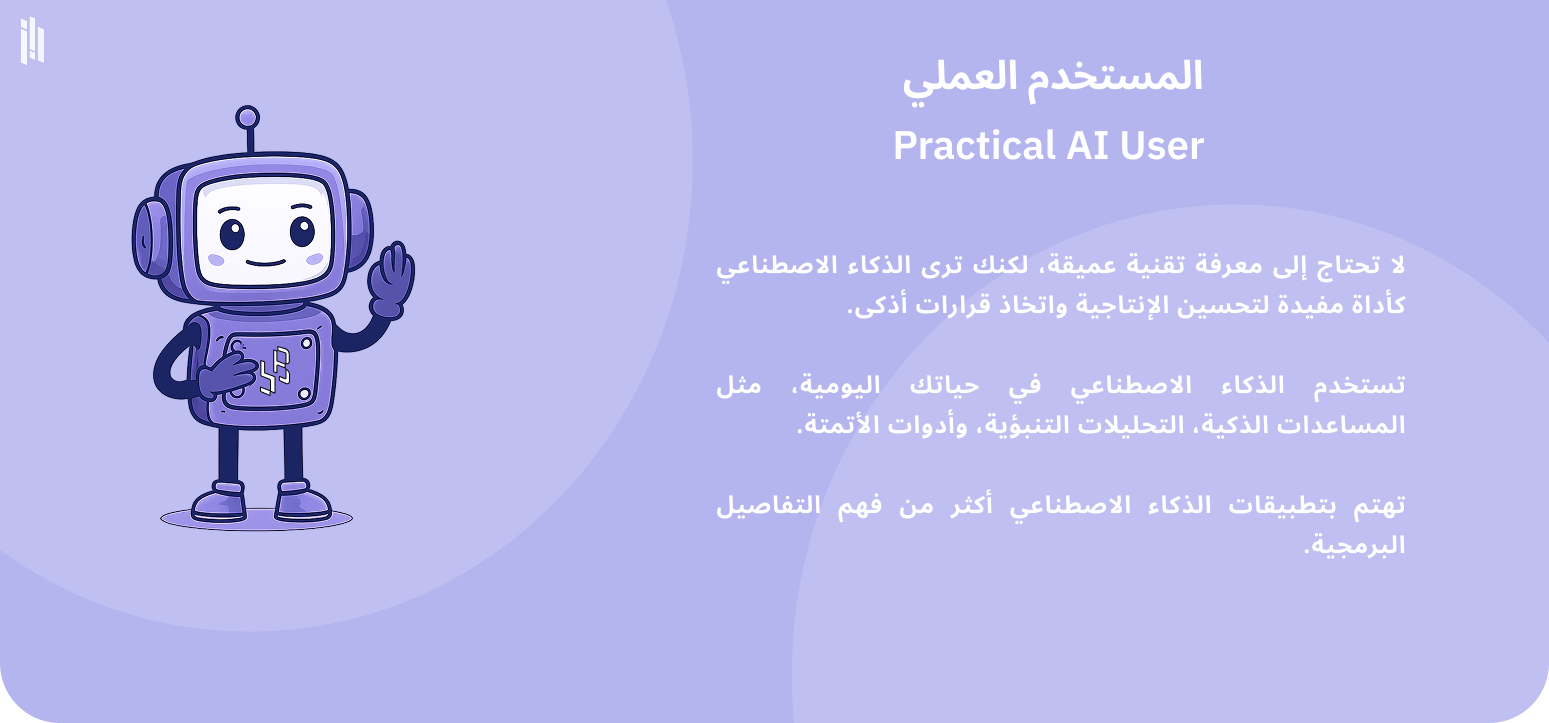 المستخدم العملي
Practical AI User
لا تحتاج إلى معرفة تقنية عميقة، لكنك ترى الذكاء الاصطناعي
كأداة مفيدة لتحسين الإنتاجية واتخاذ قرارات أذكى.
تستخدم الذكاء الاصطناعي في حياتك اليومية، مثل
المساعدات الذكية، التحليلات التنبؤية، وأدوات الأتمتة.
تهتم بتطبيقات الذكاء الاصطناعي أكثر من فهم التفاصيل
البرمجية.